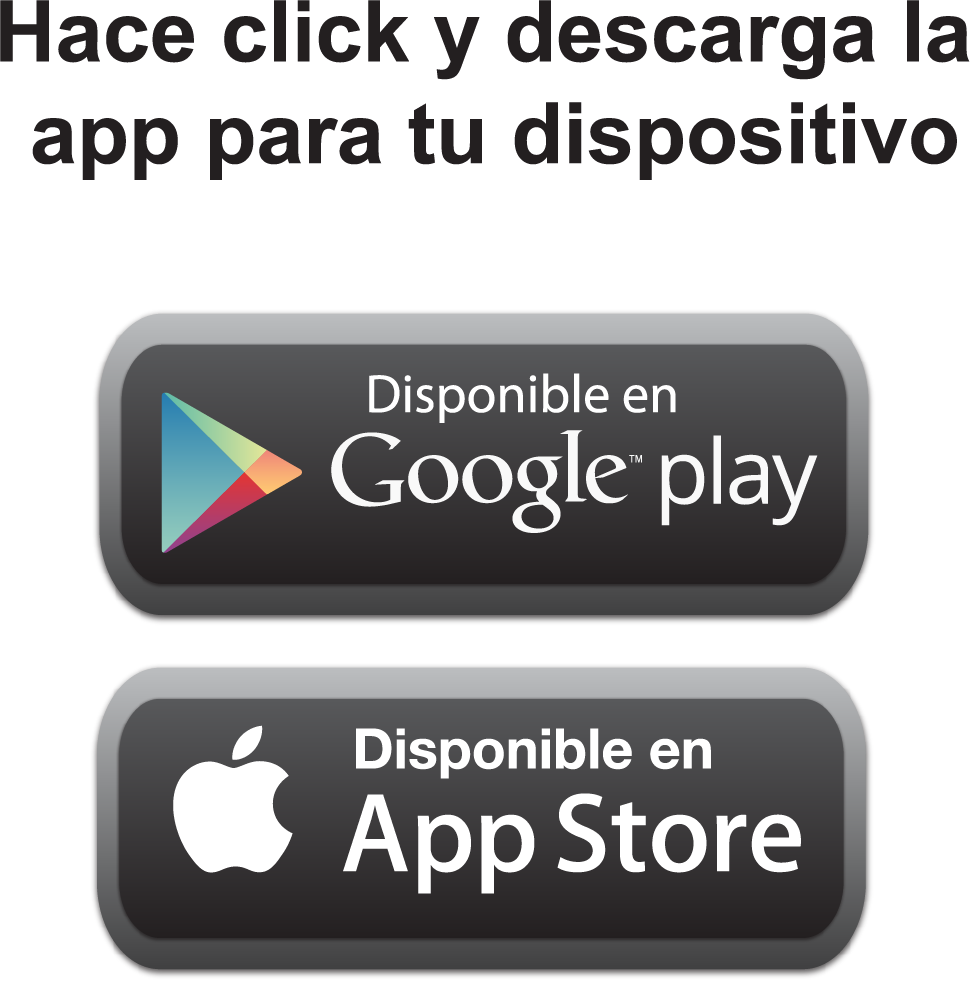 Hace click y descarga la
app para tu dispositivo
Disponible en
Google™ play
Disponible en
App Store